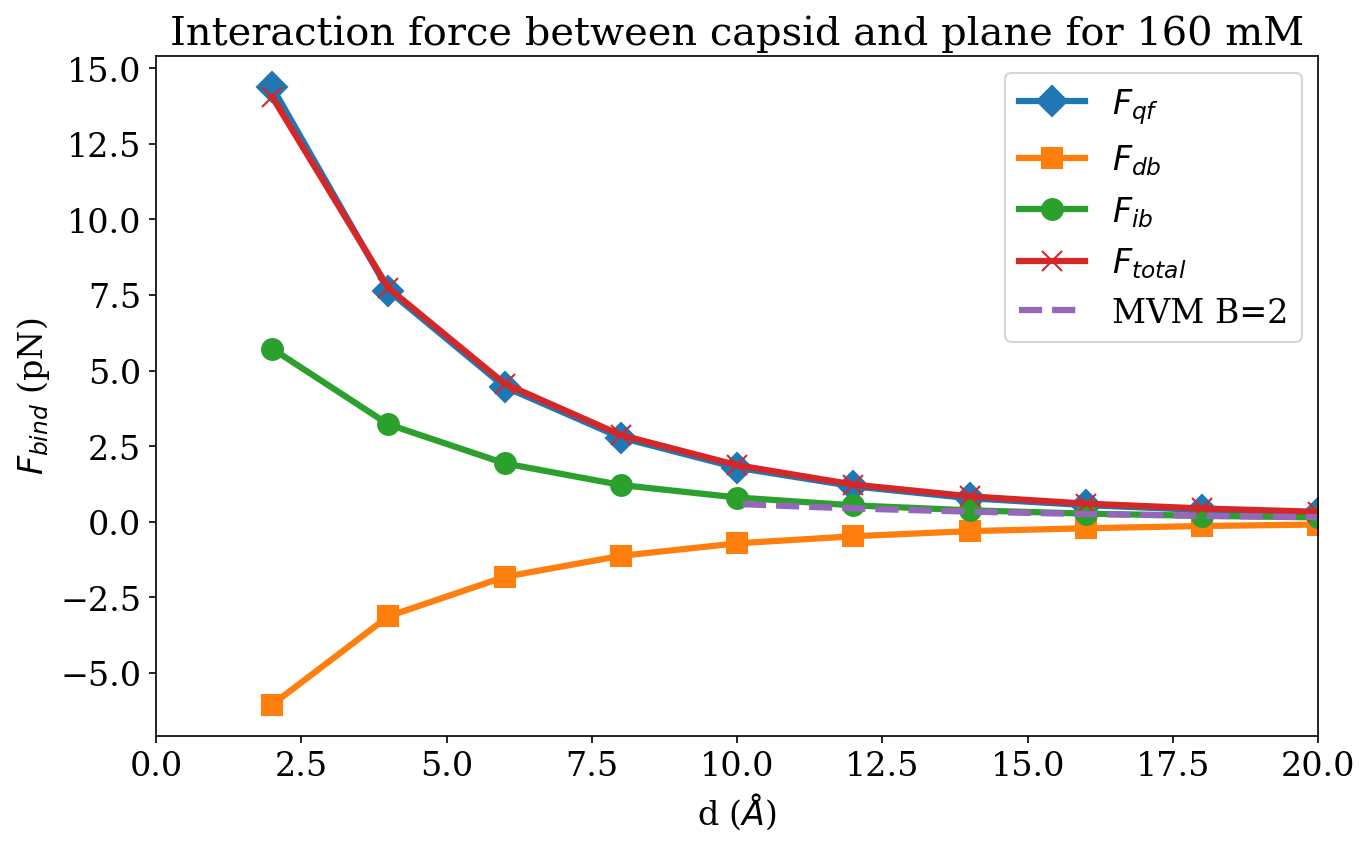 Interaction force between capsid and plane for 160 mM
15.0
12.5
10.0
7.5
5.0
2.5
0.0
−2.5
−5.0
F_bind (pN)
F_qf
F_db
F_ib
F_total
MVM B=2
0.0 2.5 5.0 7.5 10.0 12.5 15.0 17.5 20.0
d (Å)